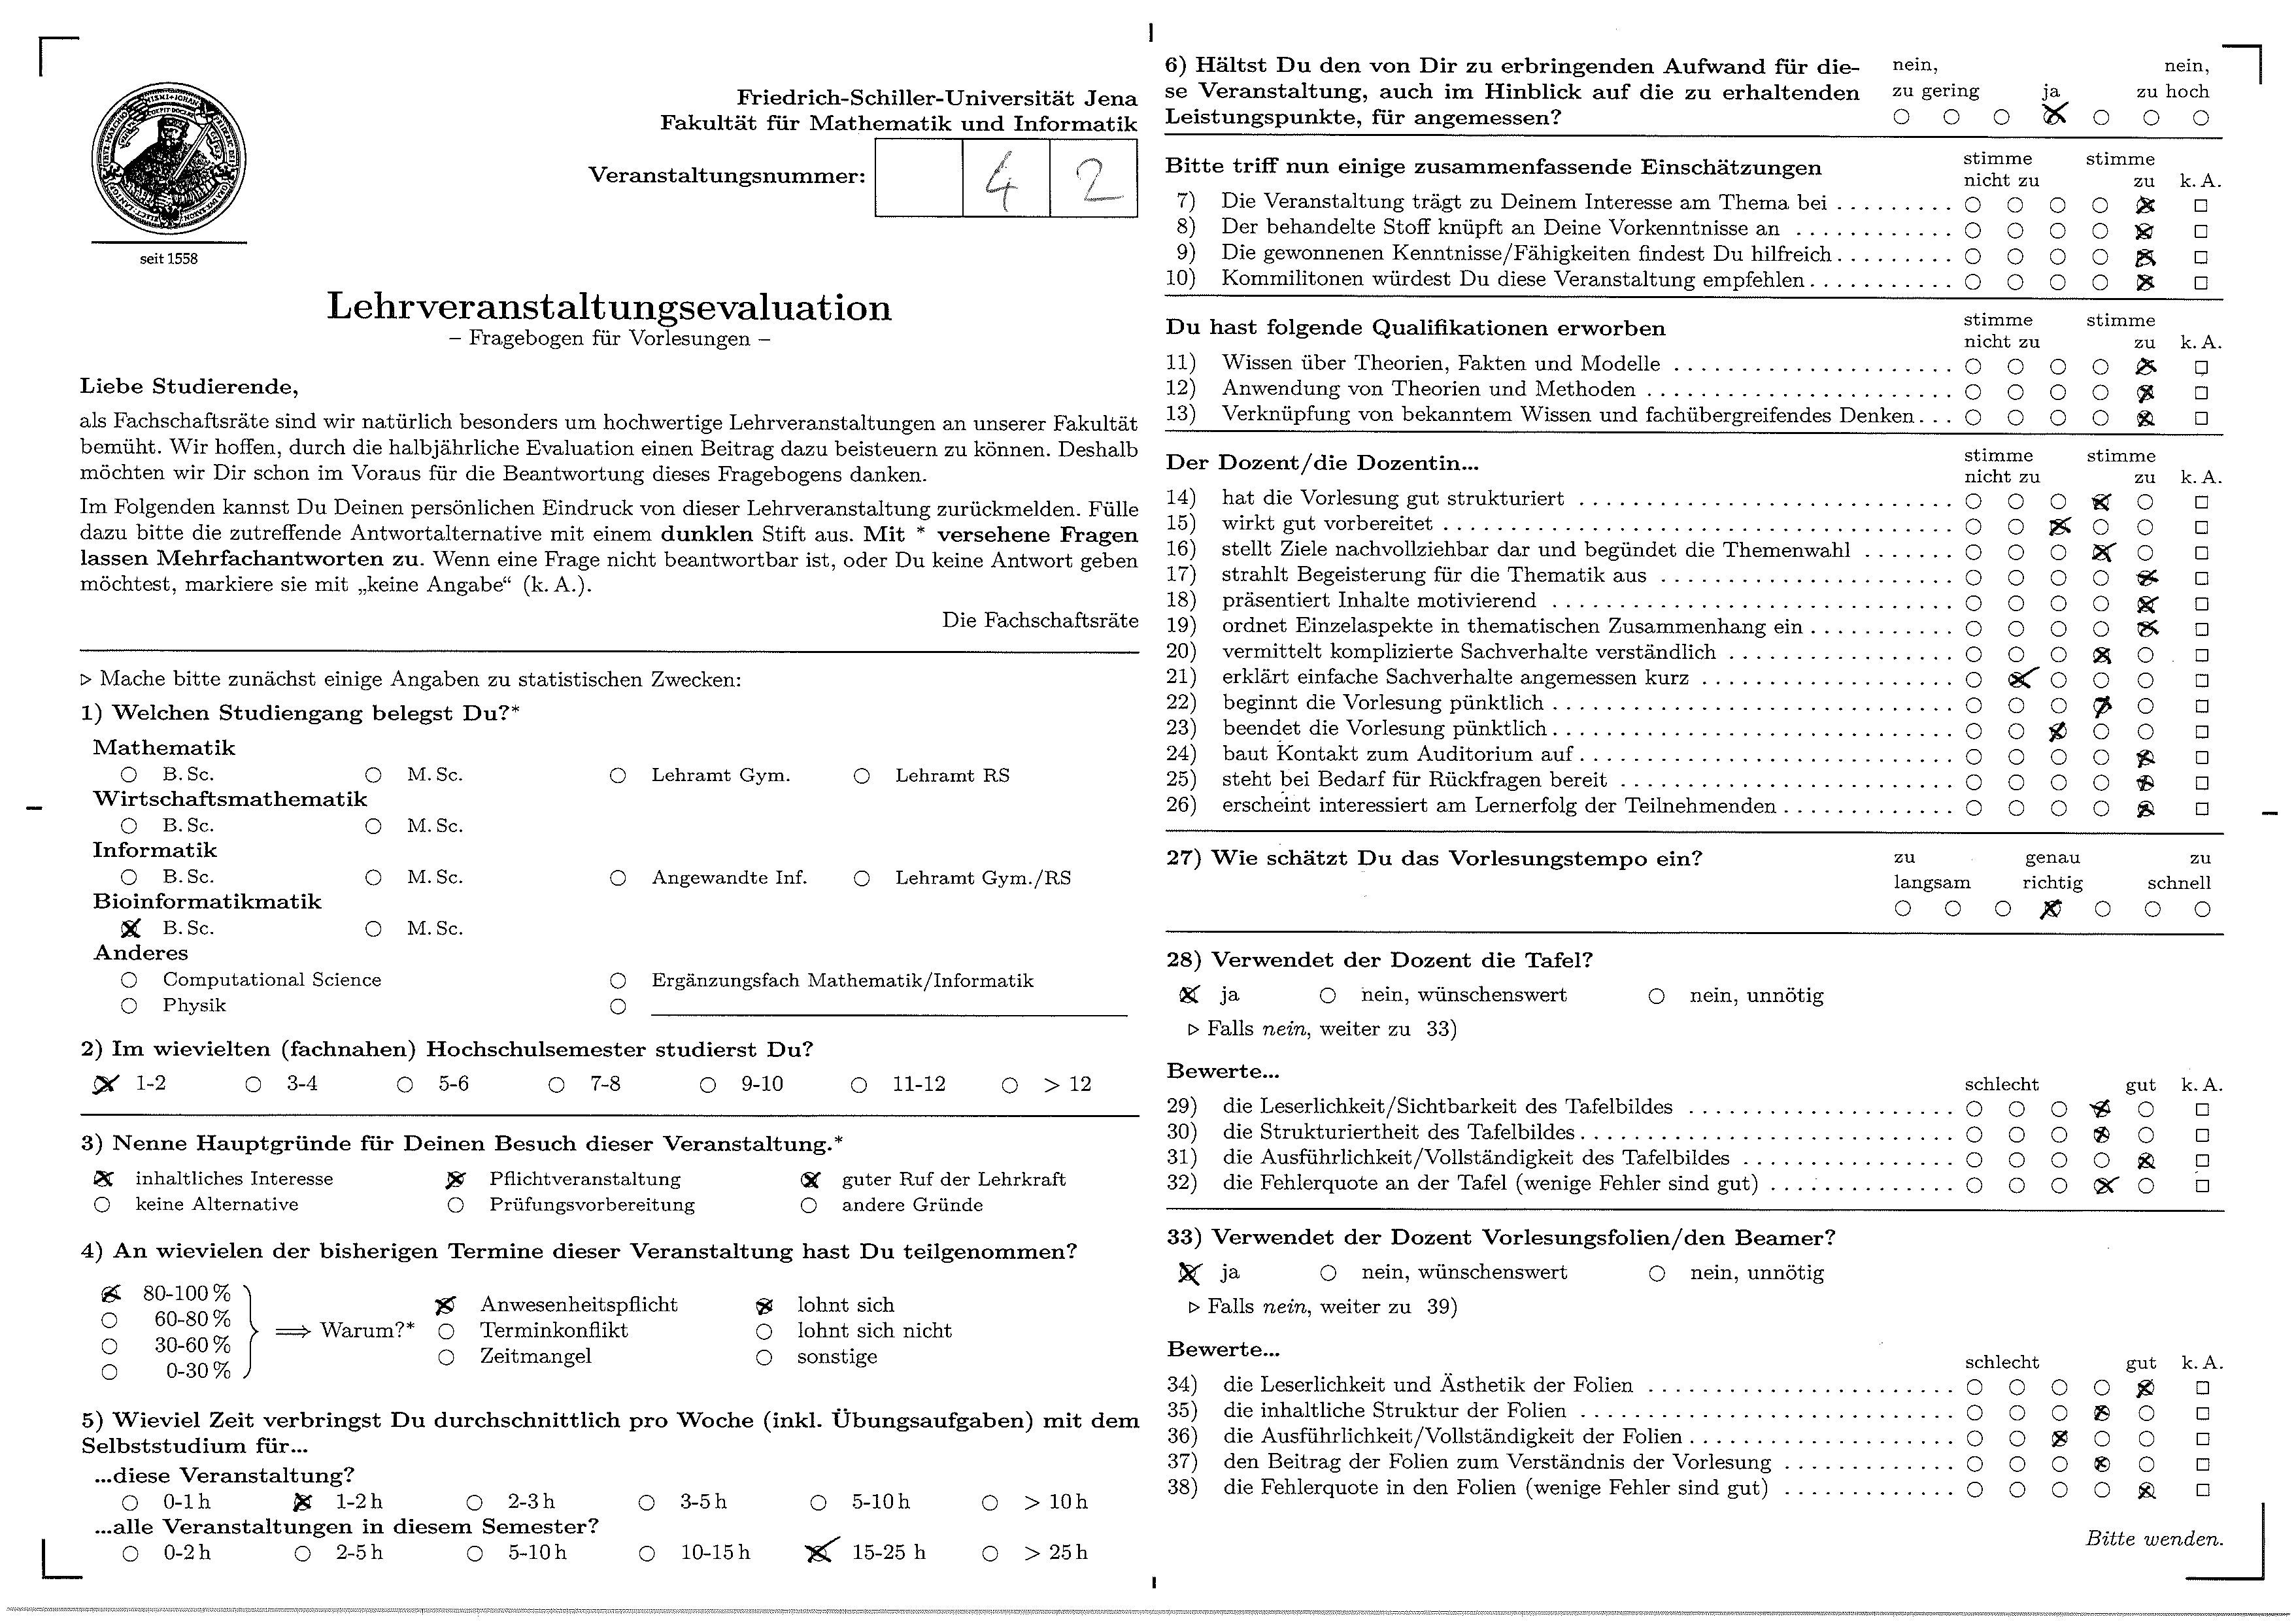 Friedrich-Schiller-Universität Jena
Fakultät für Mathematik und Informatik
Veranstaltungsnummer: 4 2
seit 1558
Lehrveranstaltungsevaluation
– Fragebogen für Vorlesungen –
Liebe Studierende,
als Fachschaftsräte sind wir natürlich besonders um hochwertige Lehrveranstaltungen an unserer Fakultät
bemüht. Wir hoffen, durch die halbjährliche Evaluation einen Beitrag dazu beisteuern zu können. Deshalb
möchten wir Dir schon im Voraus für die Beantwortung dieses Fragebogens danken.
Im Folgenden kannst Du Deinen persönlichen Eindruck von dieser Lehrveranstaltung zurückmelden. Fülle
dazu bitte die zutreffende Antwortalternative mit einem dunklen Stift aus. Mit * versehene Fragen
lassen Mehrfachantworten zu. Wenn eine Frage nicht beantwortbar ist, oder Du keine Antwort geben
möchtest, markiere sie mit „keine Angabe“ (k. A.).
Die Fachschaftsräte
▷ Mache bitte zunächst einige Angaben zu statistischen Zwecken:
1) Welchen Studiengang belegst Du?*
Mathematik
B. Sc. M. Sc. Lehramt Gym. Lehramt RS
Wirtschaftsmathematik
B. Sc. M. Sc.
Informatik
B. Sc. M. Sc. Angewandte Inf. Lehramt Gym./RS
Bioinformatikmatik
B. Sc. M. Sc.
Anderes
Computational Science Ergänzungsfach Mathematik/Informatik
Physik
2) Im wievielten (fachnahen) Hochschulsemester studierst Du?
1-2 3-4 5-6 7-8 9-10 11-12 > 12
3) Nenne Hauptgründe für Deinen Besuch dieser Veranstaltung.*
inhaltliches Interesse Pflichtveranstaltung guter Ruf der Lehrkraft
keine Alternative Prüfungsvorbereitung andere Gründe
4) An wievielen der bisherigen Termine dieser Veranstaltung hast Du teilgenommen?
80-100 % Anwesenheitspflicht lohnt sich
60-80 % ⟹ Warum?* Terminkonflikt lohnt sich nicht
30-60 % Zeitmangel sonstige
0-30 %
5) Wieviel Zeit verbringst Du durchschnittlich pro Woche (inkl. Übungsaufgaben) mit dem
Selbststudium für...
...diese Veranstaltung?
0-1 h 1-2 h 2-3 h 3-5 h 5-10 h > 10 h
...alle Veranstaltungen in diesem Semester?
0-2 h 2-5 h 5-10 h 10-15 h 15-25 h > 25 h
6) Hältst Du den von Dir zu erbringenden Aufwand für die- nein, nein,
se Veranstaltung, auch im Hinblick auf die zu erhaltenden zu gering ja zu hoch
Leistungspunkte, für angemessen?
Bitte triff nun einige zusammenfassende Einschätzungen stimme nicht zu stimme zu k. A.
7) Die Veranstaltung trägt zu Deinem Interesse am Thema bei
8) Der behandelte Stoff knüpft an Deine Vorkenntnisse an
9) Die gewonnenen Kenntnisse/Fähigkeiten findest Du hilfreich
10) Kommilitonen würdest Du diese Veranstaltung empfehlen
Du hast folgende Qualifikationen erworben stimme nicht zu stimme zu k. A.
11) Wissen über Theorien, Fakten und Modelle
12) Anwendung von Theorien und Methoden
13) Verknüpfung von bekanntem Wissen und fachübergreifendes Denken
Der Dozent/die Dozentin... stimme nicht zu stimme zu k. A.
14) hat die Vorlesung gut strukturiert
15) wirkt gut vorbereitet
16) stellt Ziele nachvollziehbar dar und begündet die Themenwahl
17) strahlt Begeisterung für die Thematik aus
18) präsentiert Inhalte motivierend
19) ordnet Einzelaspekte in thematischen Zusammenhang ein
20) vermittelt komplizierte Sachverhalte verständlich
21) erklärt einfache Sachverhalte angemessen kurz
22) beginnt die Vorlesung pünktlich
23) beendet die Vorlesung pünktlich
24) baut Kontakt zum Auditorium auf
25) steht bei Bedarf für Rückfragen bereit
26) erscheint interessiert am Lernerfolg der Teilnehmenden
27) Wie schätzt Du das Vorlesungstempo ein? zu genau zu
langsam richtig schnell
28) Verwendet der Dozent die Tafel?
ja nein, wünschenswert nein, unnötig
▷ Falls nein, weiter zu 33)
Bewerte...
schlecht gut k. A.
29) die Leserlichkeit/Sichtbarkeit des Tafelbildes
30) die Strukturiertheit des Tafelbildes
31) die Ausführlichkeit/Vollständigkeit des Tafelbildes
32) die Fehlerquote an der Tafel (wenige Fehler sind gut)
33) Verwendet der Dozent Vorlesungsfolien/den Beamer?
ja nein, wünschenswert nein, unnötig
▷ Falls nein, weiter zu 39)
Bewerte...
schlecht gut k. A.
34) die Leserlichkeit und Ästhetik der Folien
35) die inhaltliche Struktur der Folien
36) die Ausführlichkeit/Vollständigkeit der Folien
37) den Beitrag der Folien zum Verständnis der Vorlesung
38) die Fehlerquote in den Folien (wenige Fehler sind gut)
Bitte wenden.